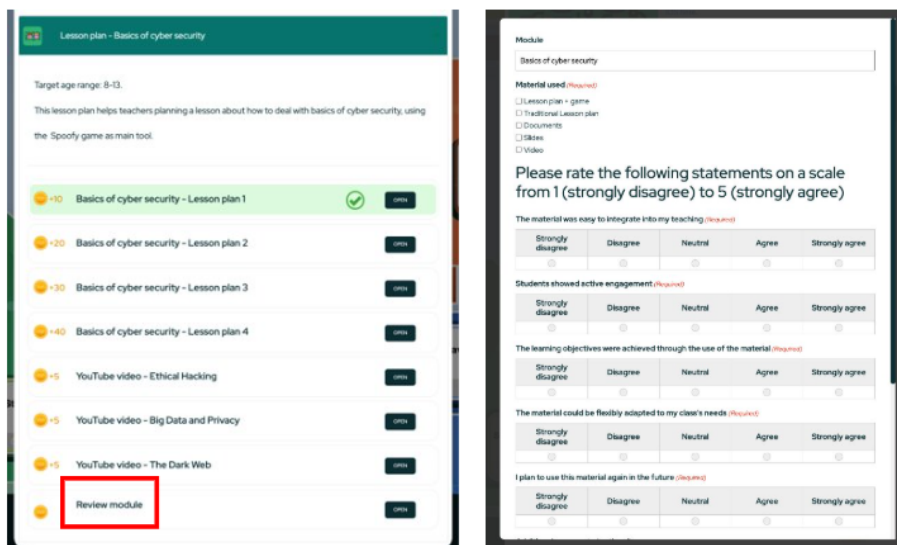 Lesson plan - Basics of cyber security
Target age range: 8-13.
This lesson plan helps teachers planning a lesson about how to deal with basics of cyber security, using
the Spoofy game as main tool.
+10 Basics of cyber security - Lesson plan 1 OPEN
+20 Basics of cyber security - Lesson plan 2 OPEN
+30 Basics of cyber security - Lesson plan 3 OPEN
+40 Basics of cyber security - Lesson plan 4 OPEN
+5 YouTube video - Ethical Hacking OPEN
+5 YouTube video - Big Data and Privacy OPEN
+5 YouTube video - The Dark Web OPEN
Review module OPEN
Module
Basics of cyber security
Material used (Required)
Lesson plan + game
Traditional Lesson plan
Documents
Slides
Video
Please rate the following statements on a scale
from 1 (strongly disagree) to 5 (strongly agree)
The material was easy to integrate into my teaching (Required)
Strongly disagree Disagree Neutral Agree Strongly agree
Students showed active engagement (Required)
Strongly disagree Disagree Neutral Agree Strongly agree
The learning objectives were achieved through the use of the material (Required)
Strongly disagree Disagree Neutral Agree Strongly agree
The material could be flexibly adapted to my class's needs (Required)
Strongly disagree Disagree Neutral Agree Strongly agree
I plan to use this material again in the future (Required)
Strongly disagree Disagree Neutral Agree Strongly agree